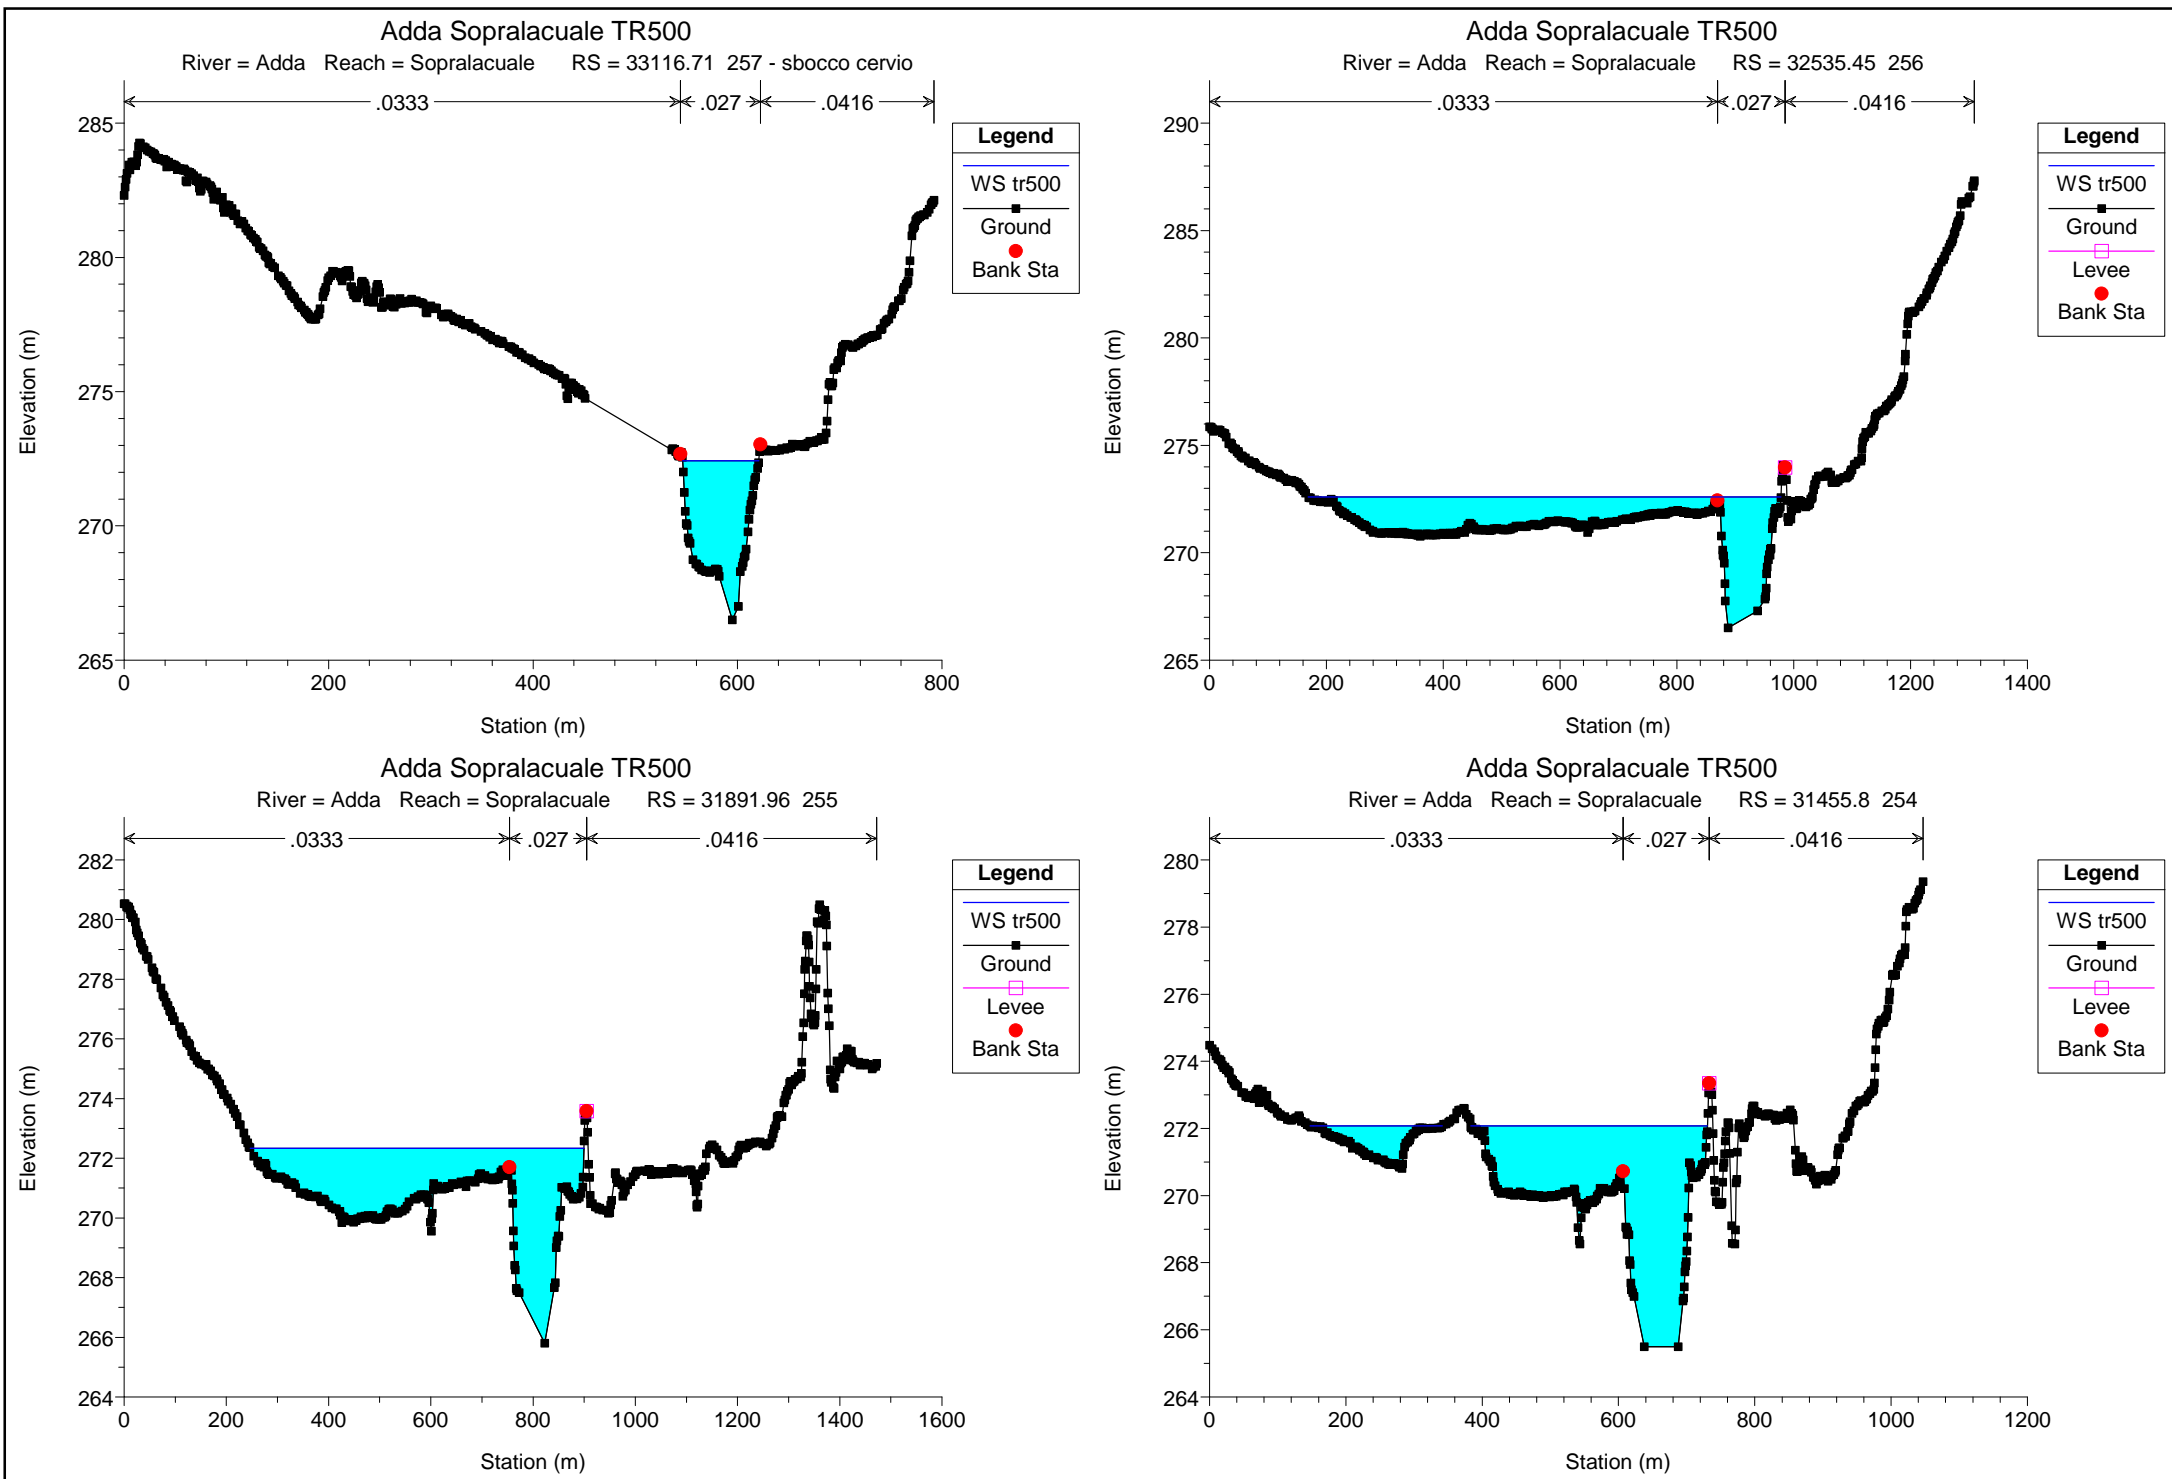 Adda Sopralacuale TR500
River = Adda   Reach = Sopralacuale      RS = 33116.71  257 - sbocco cervio
.0333   .027   .0416
285
280
275
270
265
Elevation (m)
0   200   400   600   800
Station (m)
Legend
WS tr500
Ground
Bank Sta
Adda Sopralacuale TR500
River = Adda   Reach = Sopralacuale      RS = 32535.45  256
.0333   .027   .0416
290
285
280
275
270
265
Elevation (m)
0   200   400   600   800   1000   1200   1400
Station (m)
Legend
WS tr500
Ground
Levee
Bank Sta
Adda Sopralacuale TR500
River = Adda   Reach = Sopralacuale      RS = 31891.96  255
.0333   .027   .0416
282
280
278
276
274
272
270
268
266
264
Elevation (m)
0   200   400   600   800   1000   1200   1400   1600
Station (m)
Legend
WS tr500
Ground
Levee
Bank Sta
Adda Sopralacuale TR500
River = Adda   Reach = Sopralacuale      RS = 31455.8  254
.0333   .027   .0416
280
278
276
274
272
270
268
266
264
Elevation (m)
0   200   400   600   800   1000   1200
Station (m)
Legend
WS tr500
Ground
Levee
Bank Sta